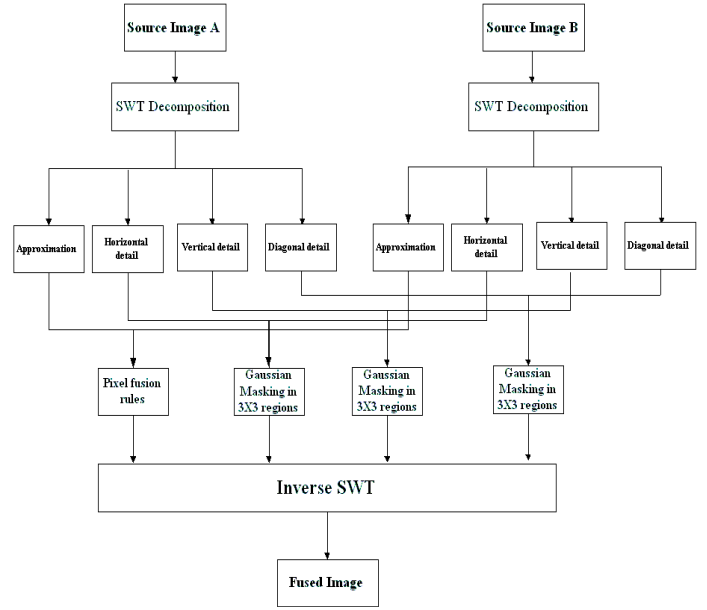 Source Image A
Source Image B
SWT Decomposition
SWT Decomposition
Approximation
Horizontal
detail
Vertical detail
Diagonal detail
Approximation
Horizontal
detail
Vertical detail
Diagonal detail
Pixel fusion
rules
Gaussian
Masking in
3X3 regions
Gaussian
Masking in
3X3 regions
Gaussian
Masking in
3X3 regions
Inverse SWT
Fused Image